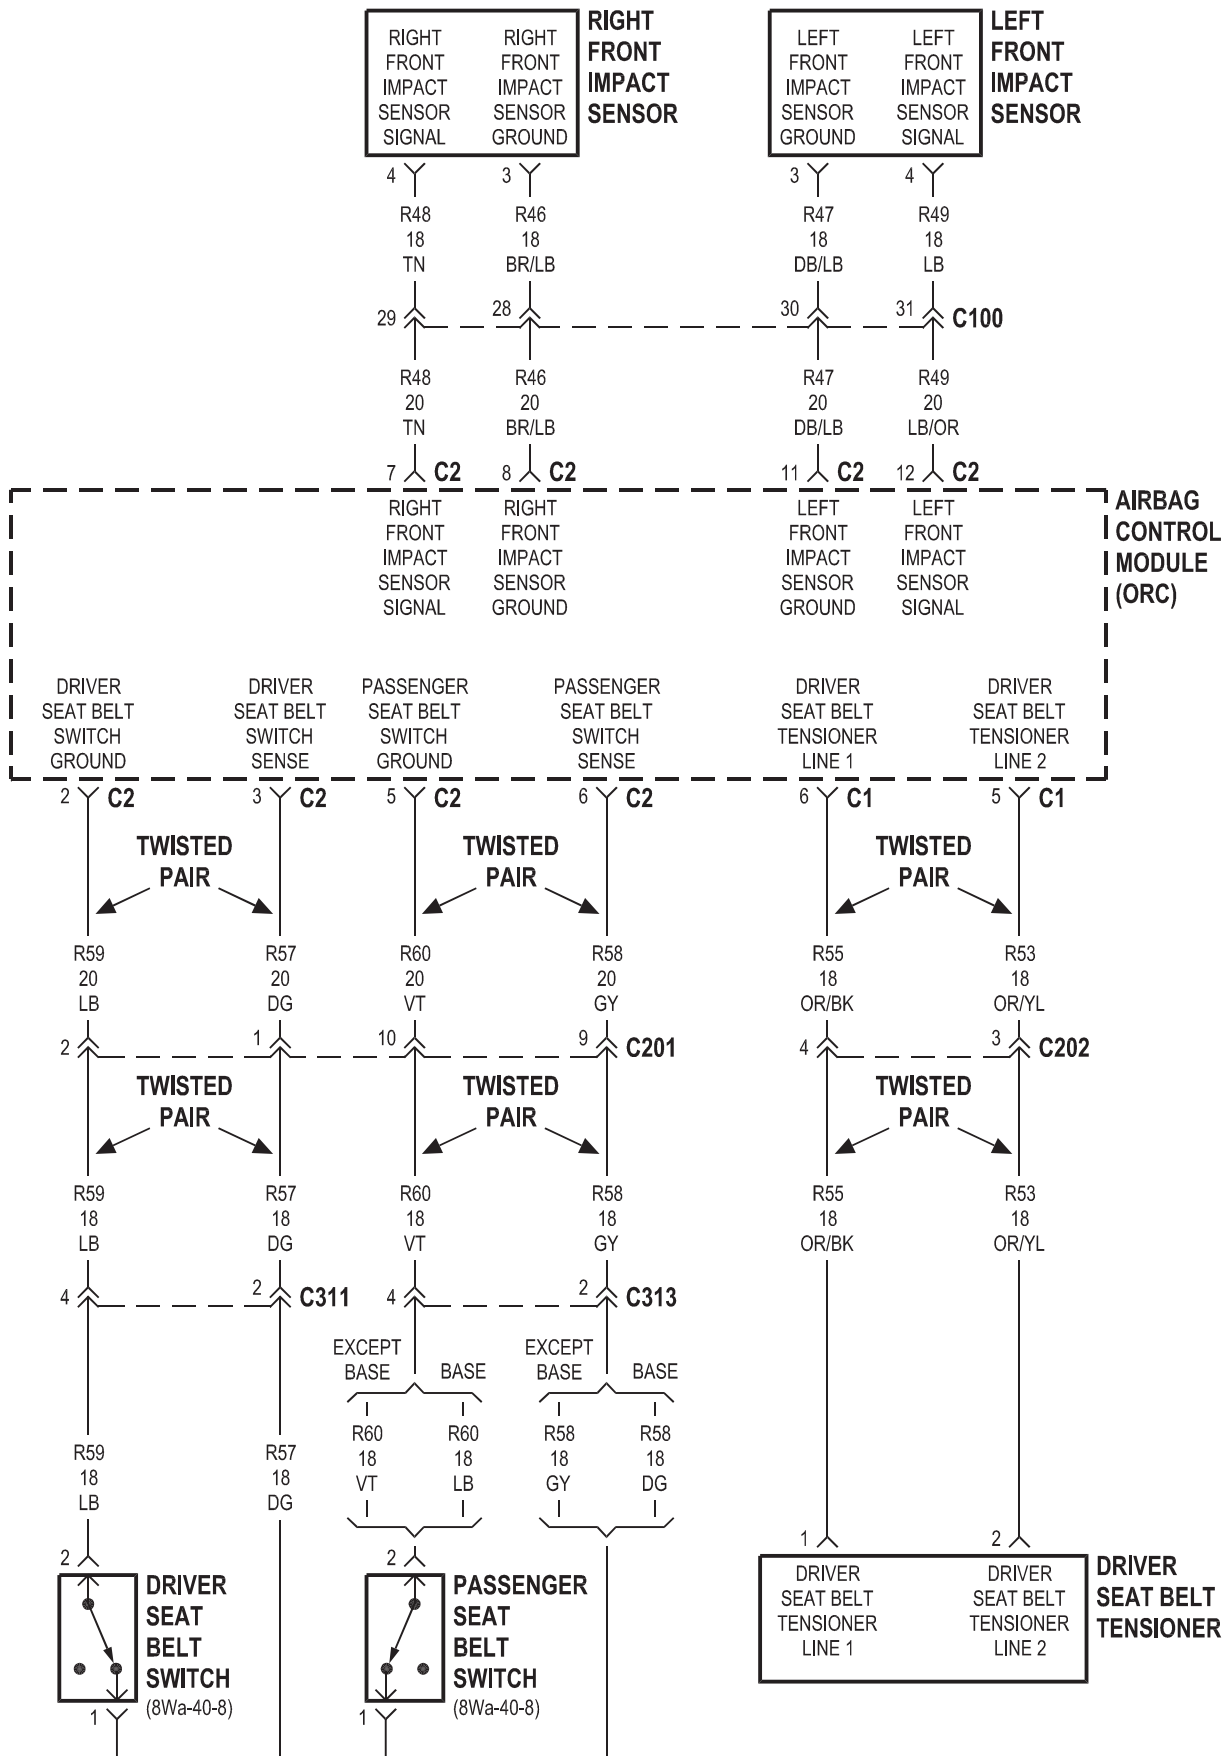 RIGHT FRONT IMPACT SENSOR SIGNAL
RIGHT FRONT IMPACT SENSOR GROUND
RIGHT FRONT IMPACT SENSOR
LEFT FRONT IMPACT SENSOR GROUND
LEFT FRONT IMPACT SENSOR SIGNAL
LEFT FRONT IMPACT SENSOR
4 3 3 4
R48 R46 R47 R49
18 18 18 18
TN BR/LB DB/LB LB
29 28 30 31 C100
R48 R46 R47 R49
20 20 20 20
TN BR/LB DB/LB LB/OR
7 C2 8 C2 11 C2 12 C2
RIGHT FRONT IMPACT SENSOR SIGNAL
RIGHT FRONT IMPACT SENSOR GROUND
LEFT FRONT IMPACT SENSOR GROUND
LEFT FRONT IMPACT SENSOR SIGNAL
AIRBAG CONTROL MODULE (ORC)
DRIVER SEAT BELT SWITCH GROUND
DRIVER SEAT BELT SWITCH SENSE
PASSENGER SEAT BELT SWITCH GROUND
PASSENGER SEAT BELT SWITCH SENSE
DRIVER SEAT BELT TENSIONER LINE 1
DRIVER SEAT BELT TENSIONER LINE 2
2 C2 3 C2 5 C2 6 C2 6 C1 5 C1
TWISTED PAIR TWISTED PAIR TWISTED PAIR
R59 R57 R60 R58 R55 R53
20 20 20 20 18 18
LB DG VT GY OR/BK OR/YL
2 1 10 9 C201 4 3 C202
TWISTED PAIR TWISTED PAIR TWISTED PAIR
R59 R57 R60 R58 R55 R53
18 18 18 18 18 18
LB DG VT GY OR/BK OR/YL
4 2 C311 4 2 C313
EXCEPT BASE BASE EXCEPT BASE BASE
R60 R60 R58 R58
18 18 18 18
VT LB GY DG
R59 R57
18 18
LB DG
2 2 1 2
DRIVER SEAT BELT SWITCH
(8Wa-40-8)
PASSENGER SEAT BELT SWITCH
(8Wa-40-8)
DRIVER SEAT BELT TENSIONER LINE 1
DRIVER SEAT BELT TENSIONER LINE 2
DRIVER SEAT BELT TENSIONER
1 1